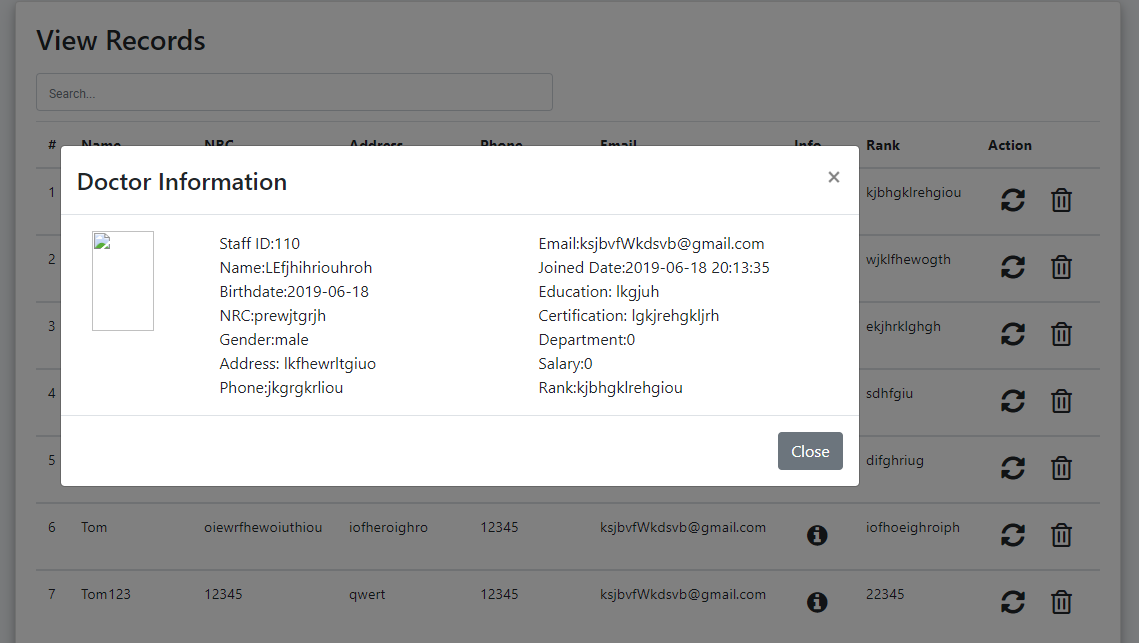 View Records
Search...
# Name NRC Address Phone Email Info Rank Action
Doctor Information ×
Staff ID:110
Name:LEfjhihriouhroh
Birthdate:2019-06-18
NRC:prewjtgrjh
Gender:male
Address: lkfhewrltgiuo
Phone:jkgrgkrliou
Email:ksjbvfWkdsvb@gmail.com
Joined Date:2019-06-18 20:13:35
Education: lkgjuh
Certification: lgkjrehgkljrh
Department:0
Salary:0
Rank:kjbhgklrehgiou
Close
1 kjbhgklrehgiou
2 wjklfhewogth
3 ekjhrklghgh
4 sdhfgiu
5 difghriug
6 Tom oiewrfhewoiuthiou iofheroighro 12345 ksjbvfWkdsvb@gmail.com iofhoeighroiph
7 Tom123 12345 qwert 12345 ksjbvfWkdsvb@gmail.com 22345